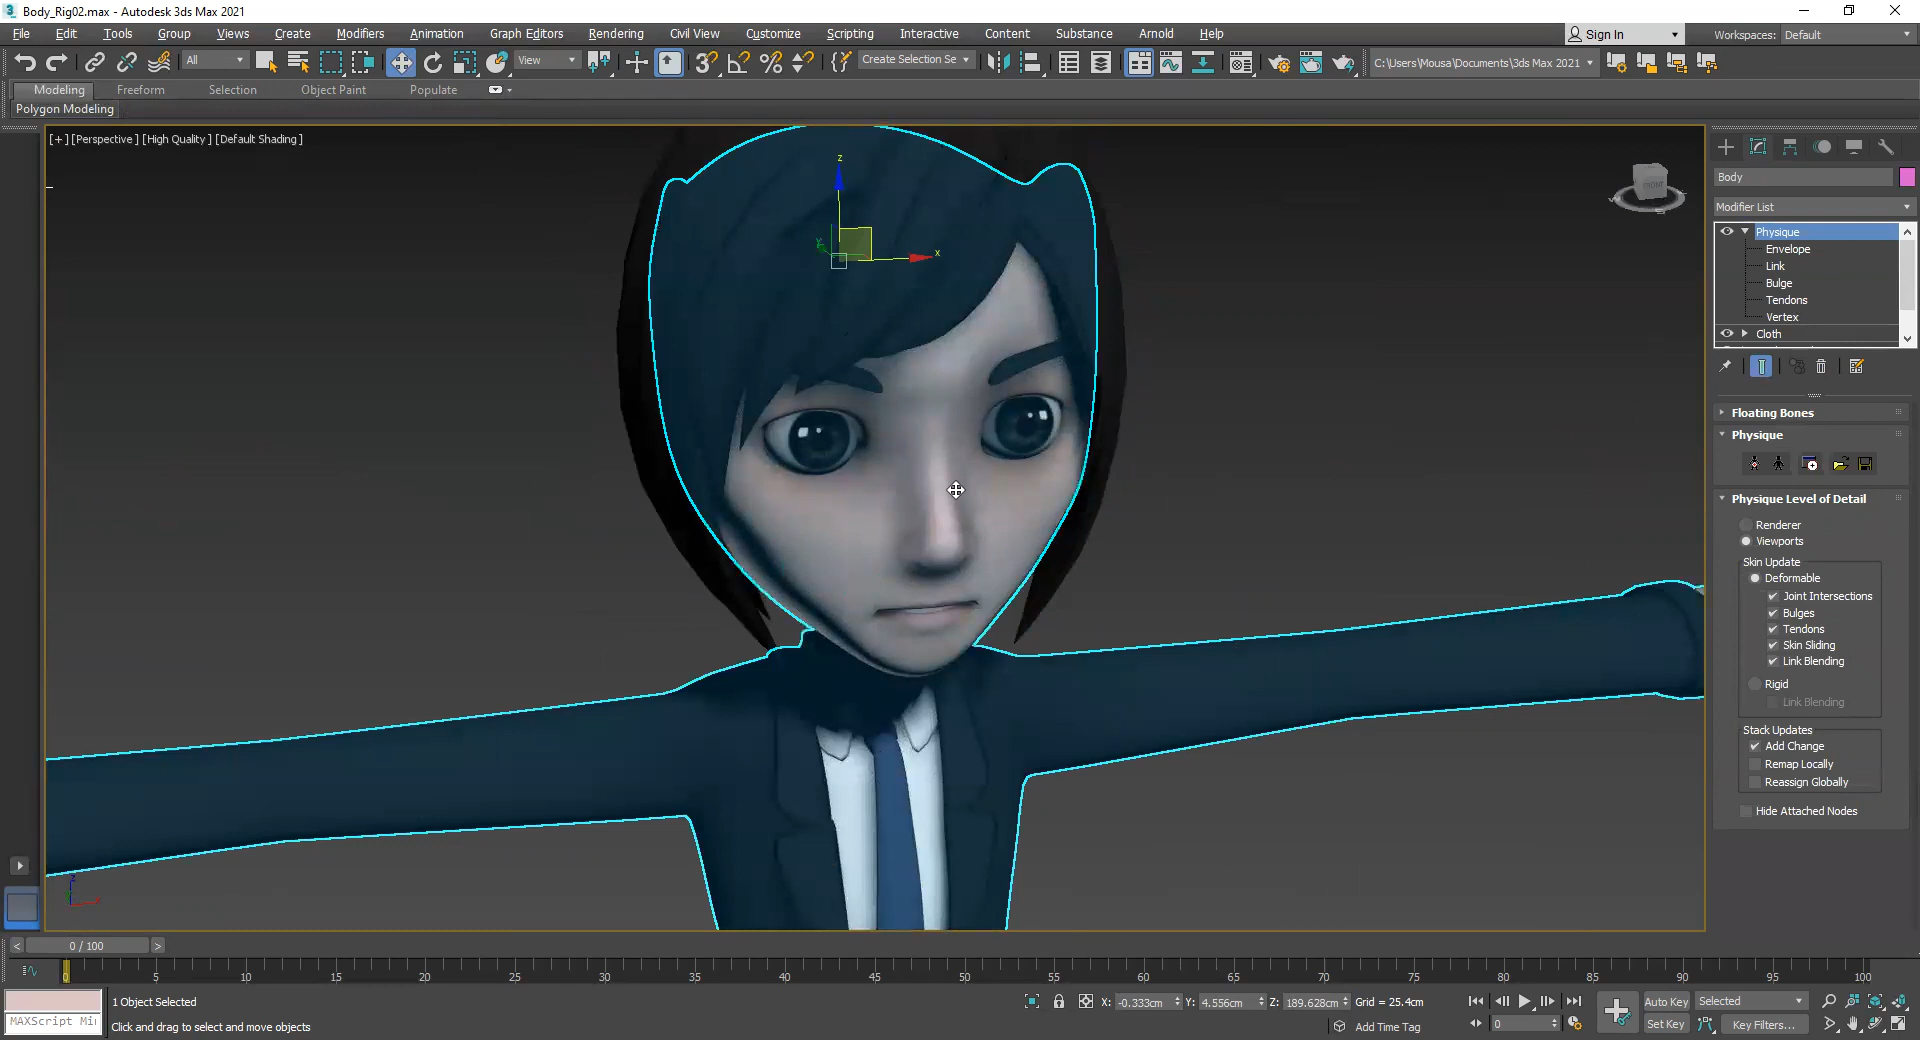 Body_Rig02.max - Autodesk 3ds Max 2021
File Edit Tools Group Views Create Modifiers Animation Graph Editors Rendering Civil View Customize Scripting Interactive Content Substance Arnold Help Sign In Workspaces: Default
All View Create Selection Se C:\Users\Mousa\Documents\3ds Max 2021
Modeling Freeform Selection Object Paint Populate
Polygon Modeling
[+] [Perspective] [High Quality] [Default Shading]
z
y
x
FRONT
Body
Modifier List
Physique
Envelope
Link
Bulge
Tendons
Vertex
Cloth
Floating Bones
Physique
Physique Level of Detail
Renderer
Viewports
Skin Update
Deformable
Joint Intersections
Bulges
Tendons
Skin Sliding
Link Blending
Rigid
Link Blending
Stack Updates
Add Change
Remap Locally
Reassign Globally
Hide Attached Nodes
< 0 / 100 >
0 5 10 15 20 25 30 35 40 45 50 55 60 65 70 75 80 85 90 95 100
1 Object Selected X: -0.333cm Y: 4.556cm Z: 189.628cm Grid = 25.4cm Auto Key Selected
MAXScript Mi
Click and drag to select and move objects Add Time Tag 0 Set Key Key Filters...